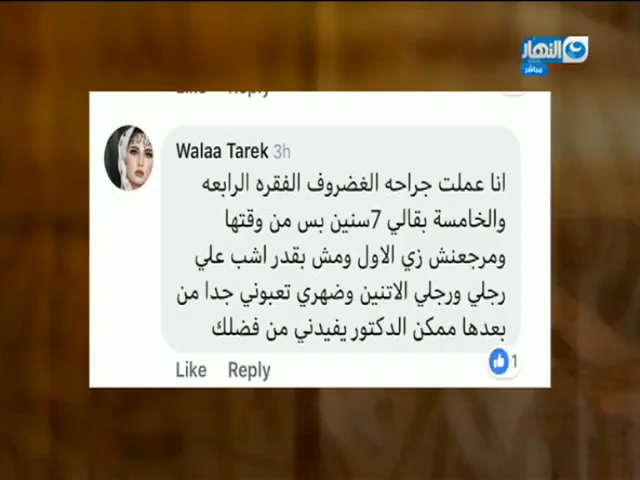 النهار
مباشر
Walaa Tarek 3h
انا عملت جراحه الغضروف الفقره الرابعه
والخامسة بقالي 7سنين بس من وقتها
ومرجعنش زي الاول ومش بقدر اشب علي
رجلي ورجلي الاتنين وضهري تعبوني جدا من
بعدها ممكن الدكتور يفيدني من فضلك
Like Reply
1